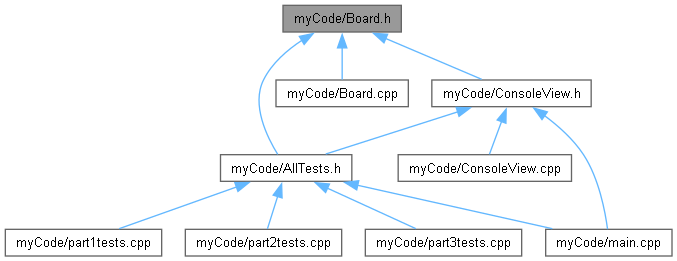 myCode/Board.h
myCode/Board.cpp
myCode/ConsoleView.h
myCode/AllTests.h
myCode/ConsoleView.cpp
myCode/part1tests.cpp
myCode/part2tests.cpp
myCode/part3tests.cpp
myCode/main.cpp